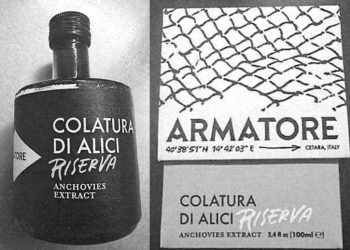 COLATURA
DI ALICI
RISERVA
ANCHOVIES
EXTRACT
ATORE
ARMATORE
40°38'51"N 14°42'03"E
CETARA, ITALY
COLATURA
DI ALICI RISERVA
ANCHOVIES EXTRACT 3,4 fl oz [100ml℮]